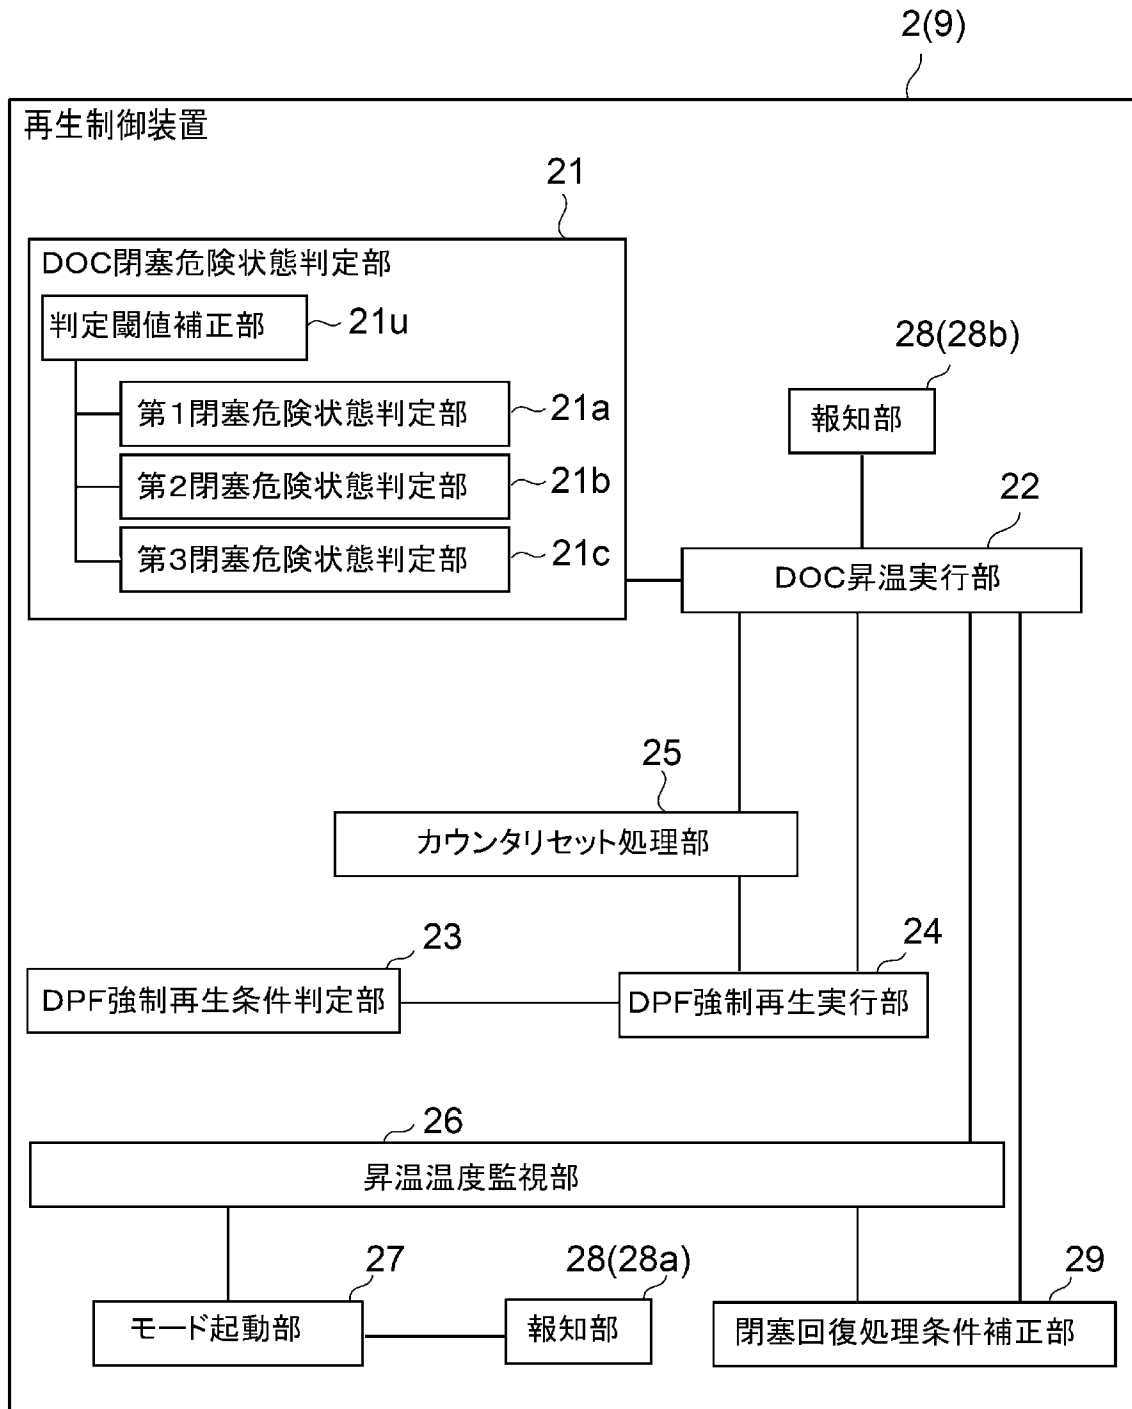 2(9)
再生制御装置
21
DOC閉塞危険状態判定部
判定閾値補正部
21u
第1閉塞危険状態判定部
21a
第2閉塞危険状態判定部
21b
第3閉塞危険状態判定部
21c
28(28b)
報知部
22
DOC昇温実行部
25
カウンタリセット処理部
23
DPF強制再生条件判定部
24
DPF強制再生実行部
26
昇温温度監視部
27
モード起動部
28(28a)
報知部
29
閉塞回復処理条件補正部